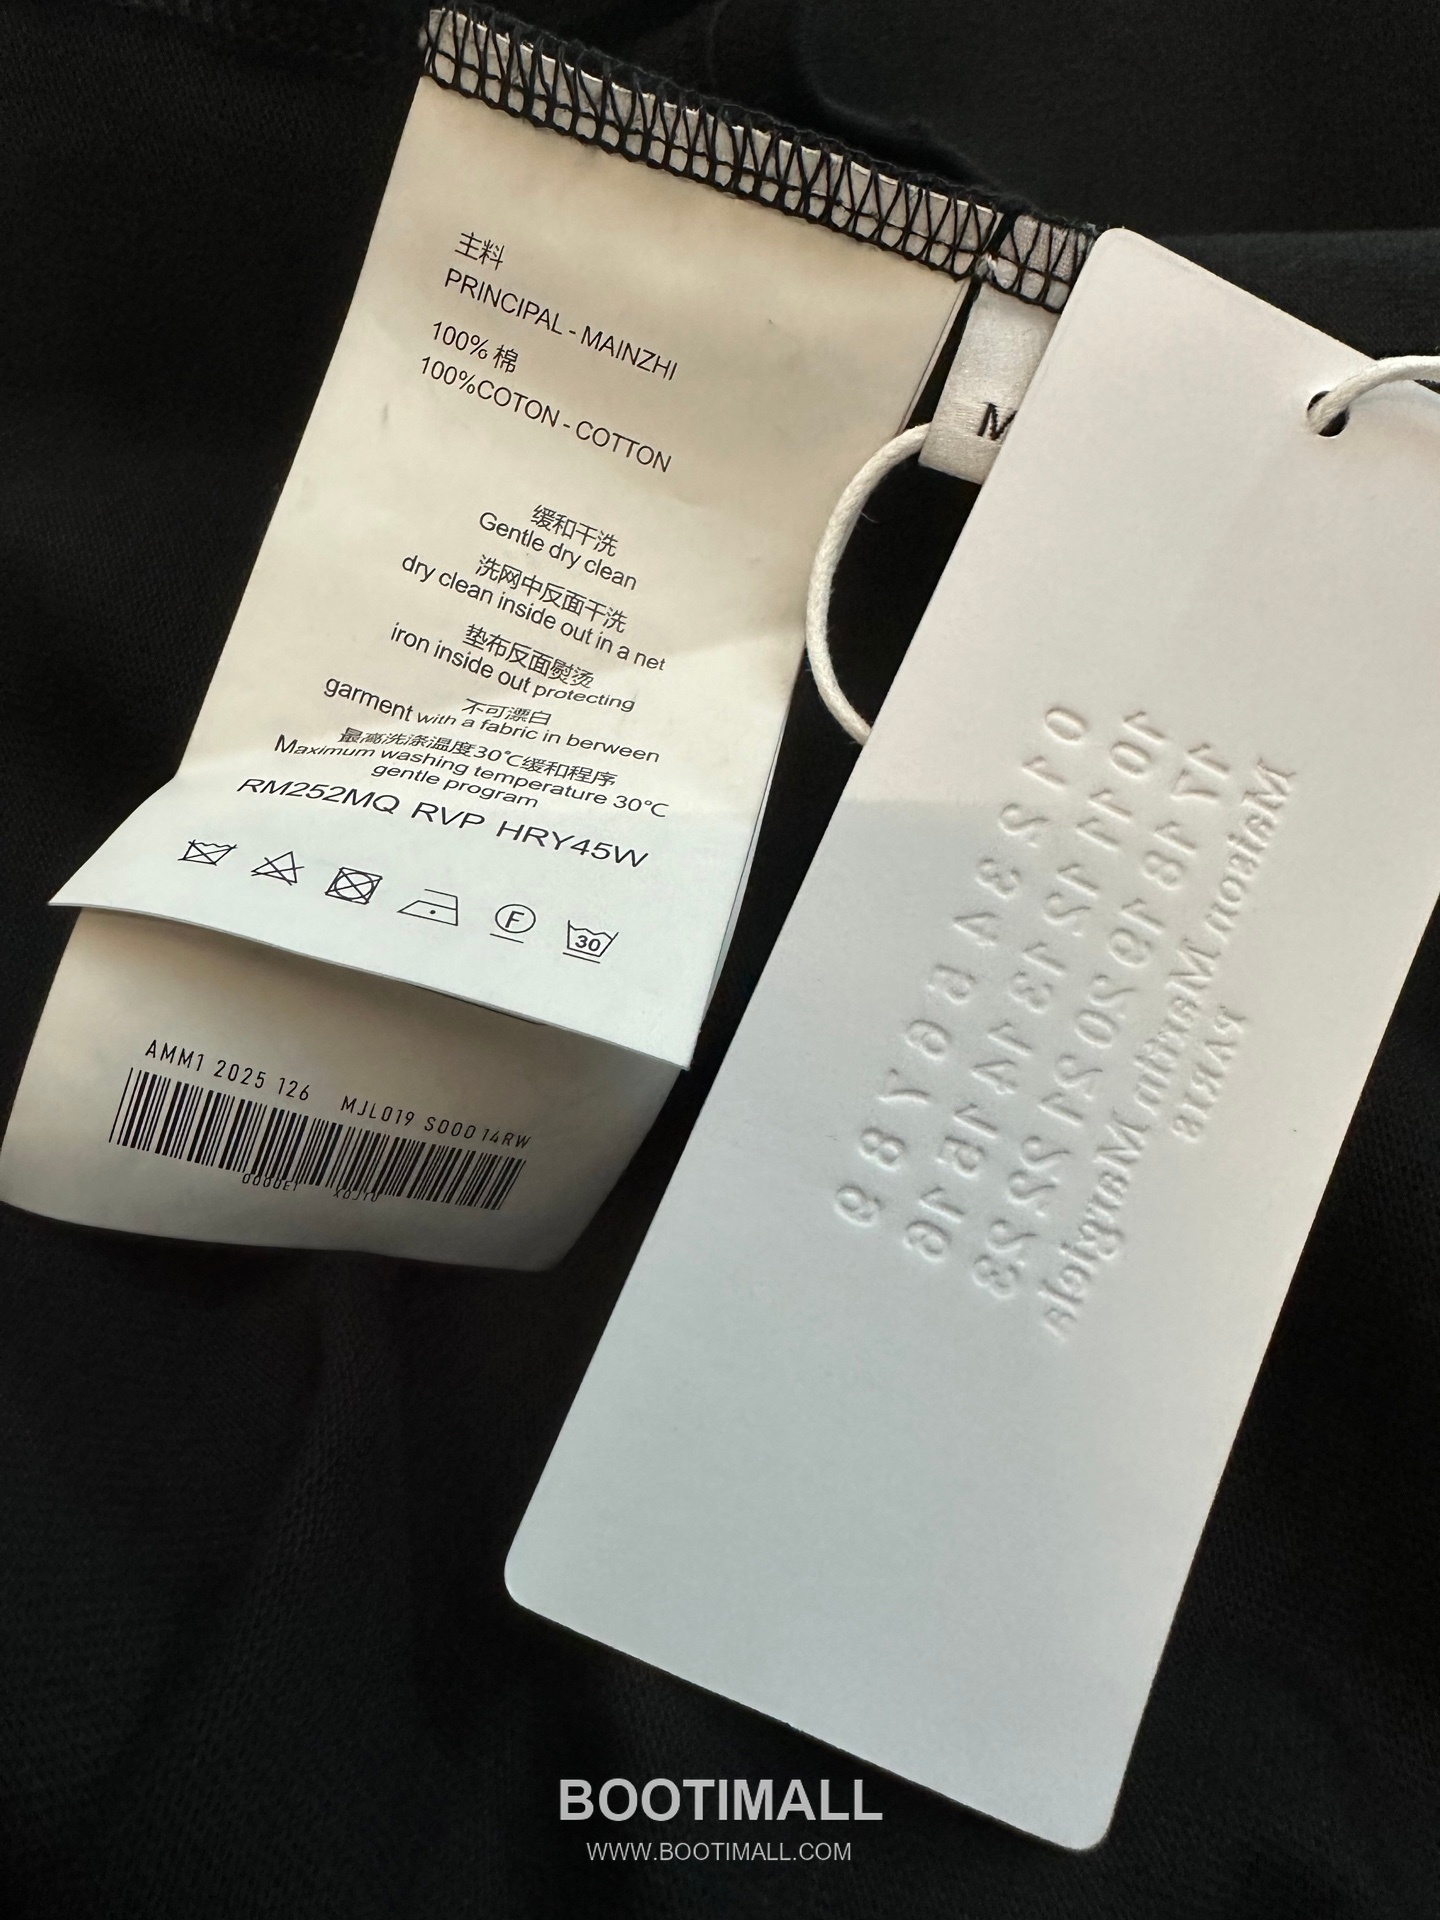 主料
PRINCIPAL - MAINZHI
100% 棉
100%COTON - COTTON
缓和干洗
Gentle dry clean
洗网中反面干洗
dry clean inside out in a net
垫布反面熨烫
iron inside out protecting
不可漂白
garment with a fabric in berween
最高洗涤温度30℃缓和程序
Maximum washing temperature 30℃
gentle program
RM252MQ RVP HRY45W
F
30
AMM1 2025 126 MJL019 S00014RW
M
0 1 2 3 4 5 6 7 8 9
10 11 12 13 14 15 16
17 18 19 20 21 22 23
Maison Martin Margiela
PARIS
BOOTIMALL
WWW.BOOTIMALL.COM